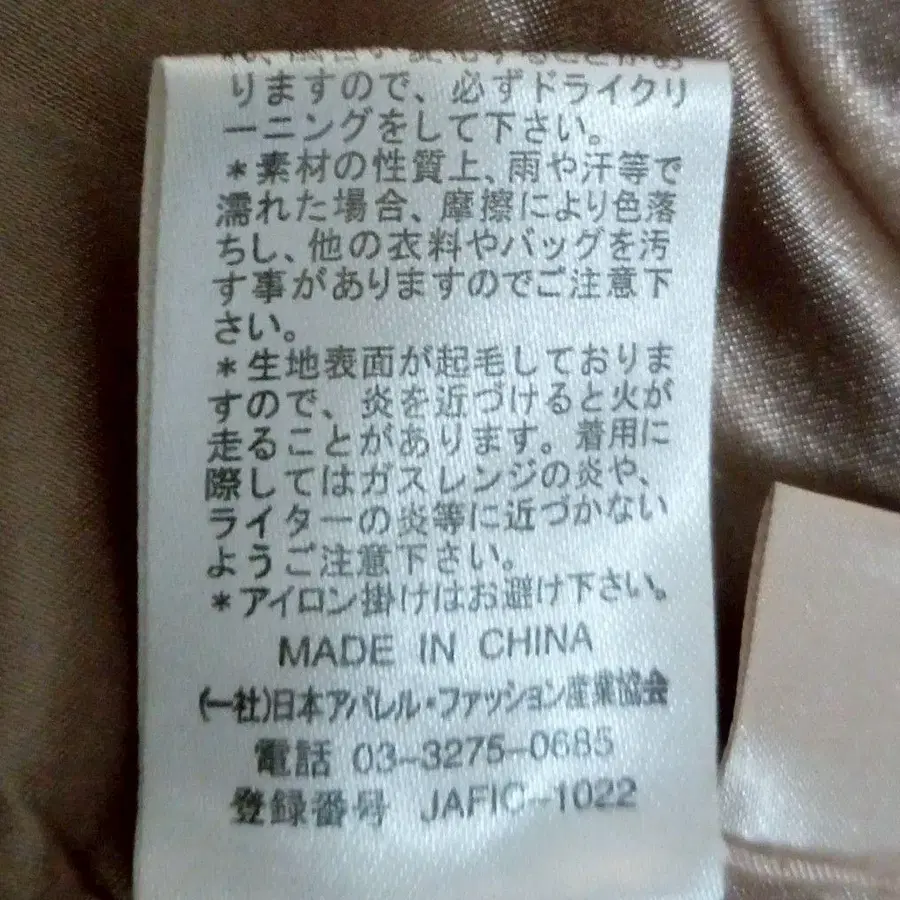 りますので、必ずドライクリ
ーニングをして下さい。
*素材の性質上、雨や汗等で
濡れた場合、摩擦により色落
ちし、他の衣料やバッグを汚
す事がありますのでご注意下
さい。
*生地表面が起毛しておりま
すので、炎を近づけると火が
走ることがあります。着用に
際してはガスレンジの炎や、
ライターの炎等に近づかない
ようご注意下さい。
*アイロン掛けはお避け下さい。
MADE IN CHINA
(一社)日本アパレル・ファッション産業協会
電話 03-3275-0685
登録番号 JAFIC-1022